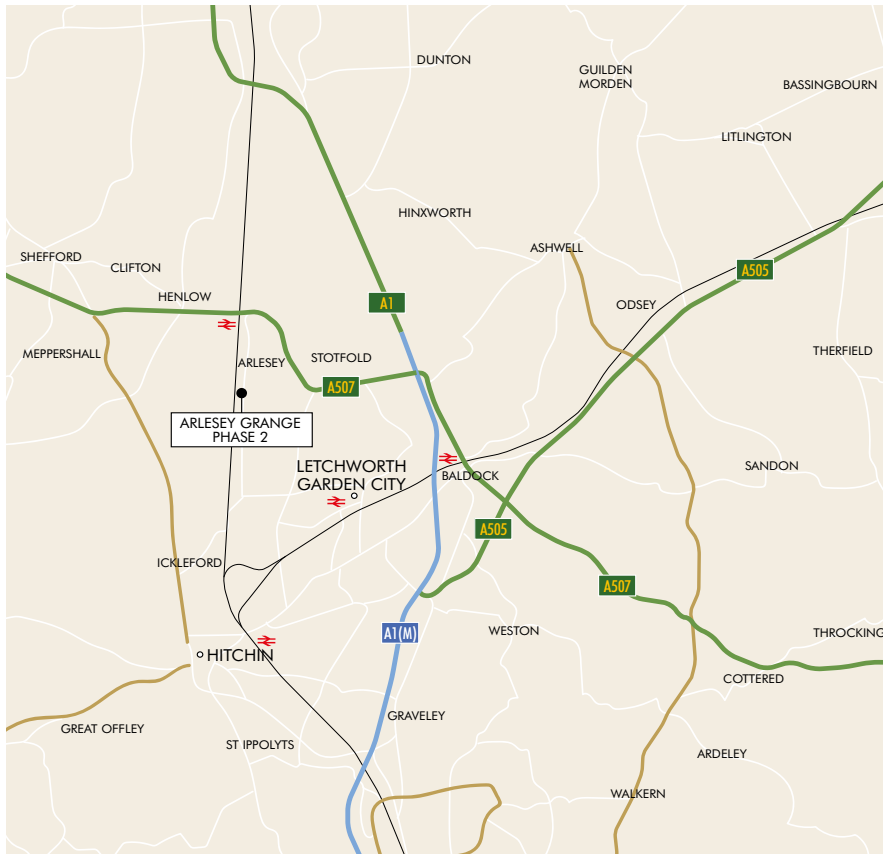 DUNTON
GUILDEN
MORDEN
BASSINGBOURN
LITLINGTON
HINXWORTH
ASHWELL
SHEFFORD
CLIFTON
A505
HENLOW
A1
ODSEY
MEPPERSHALL
ARLESEY
STOTFOLD
THERFIELD
A507
ARLESEY GRANGE
PHASE 2
LETCHWORTH
GARDEN CITY
BALDOCK
SANDON
A505
ICKLEFORD
A507
A1(M)
WESTON
THROCKING
HITCHIN
COTTERED
GRAVELEY
GREAT OFFLEY
ST IPPOLYTS
ARDELEY
WALKERN